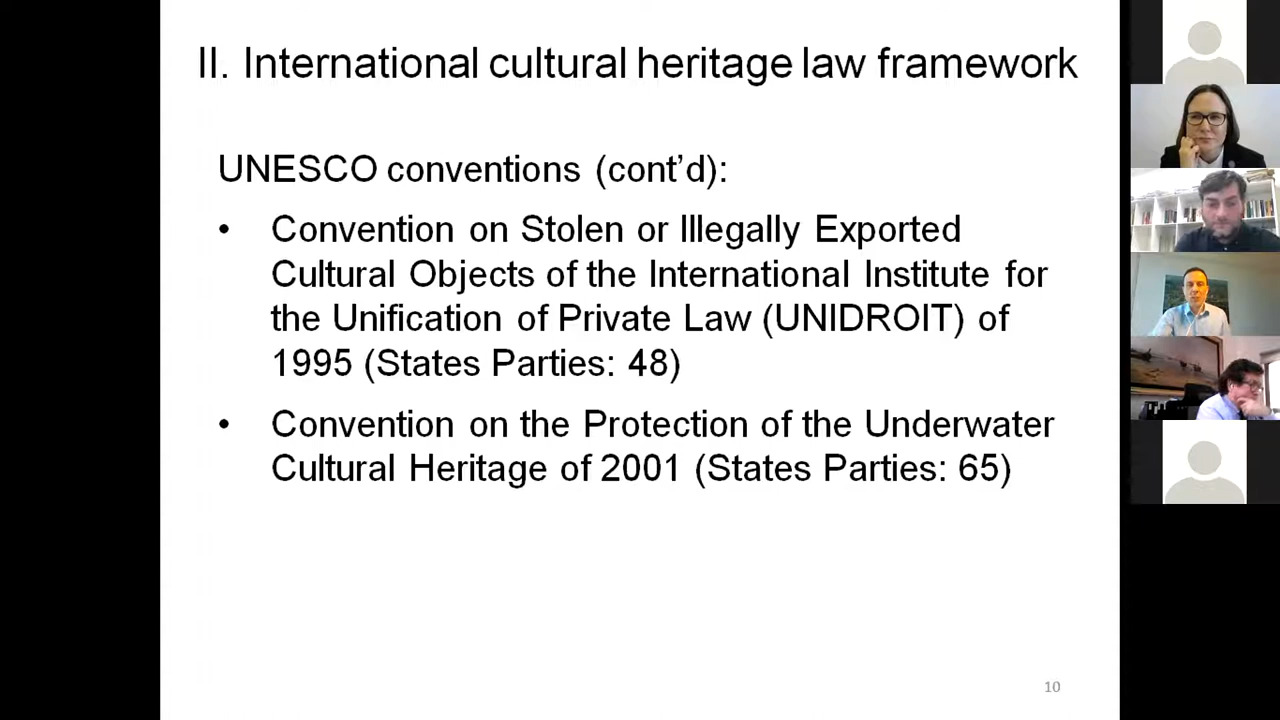 II. International cultural heritage law framework
UNESCO conventions (cont’d):
• Convention on Stolen or Illegally Exported
Cultural Objects of the International Institute for
the Unification of Private Law (UNIDROIT) of
1995 (States Parties: 48)
• Convention on the Protection of the Underwater
Cultural Heritage of 2001 (States Parties: 65)
10